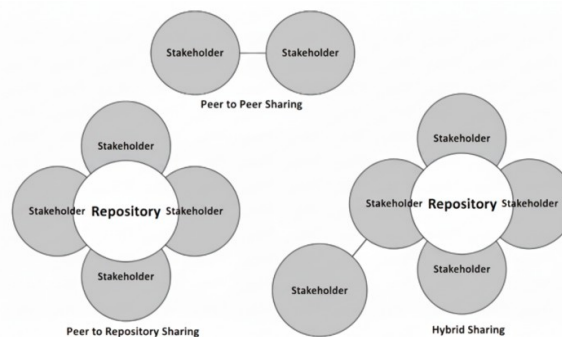 Stakeholder Stakeholder
Peer to Peer Sharing
Stakeholder
Stakeholder Repository Stakeholder
Stakeholder
Peer to Repository Sharing
Stakeholder
Stakeholder Repository Stakeholder
Stakeholder
Stakeholder
Hybrid Sharing